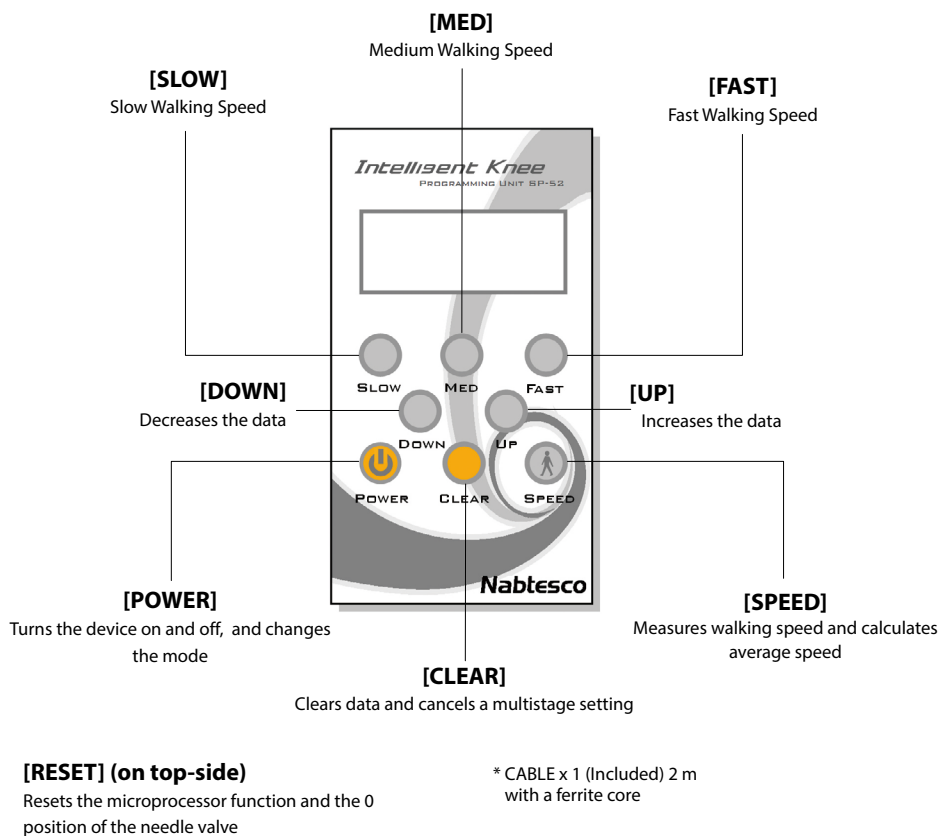 [MED]
Medium Walking Speed
[SLOW]
Slow Walking Speed
[FAST]
Fast Walking Speed
Intelligent Knee
PROGRAMMING UNIT SP-52
SLOW
MED
FAST
[DOWN]
Decreases the data
[UP]
Increases the data
DOWN
UP
POWER
CLEAR
SPEED
Nabtesco
[POWER]
Turns the device on and off, and changes
the mode
[SPEED]
Measures walking speed and calculates
average speed
[CLEAR]
Clears data and cancels a multistage setting
[RESET] (on top-side)
Resets the microprocessor function and the 0
position of the needle valve
* CABLE x 1 (Included) 2 m
with a ferrite core